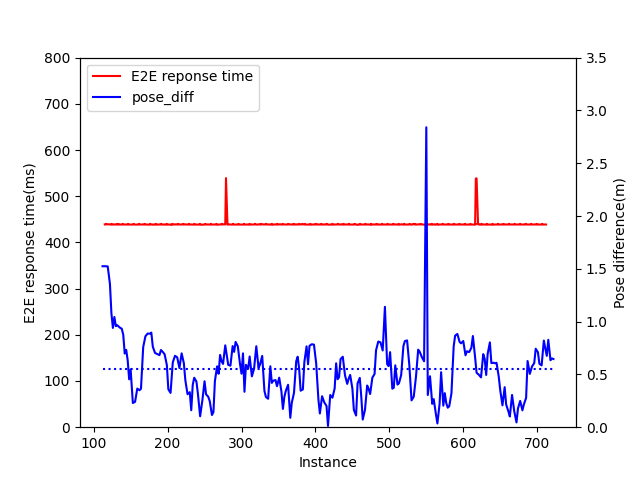 E2E reponse time
pose_diff
800
700
600
500
400
300
200
100
0
E2E response time(ms)
3.5
3.0
2.5
2.0
1.5
1.0
0.5
0.0
Pose difference(m)
100 200 300 400 500 600 700
Instance